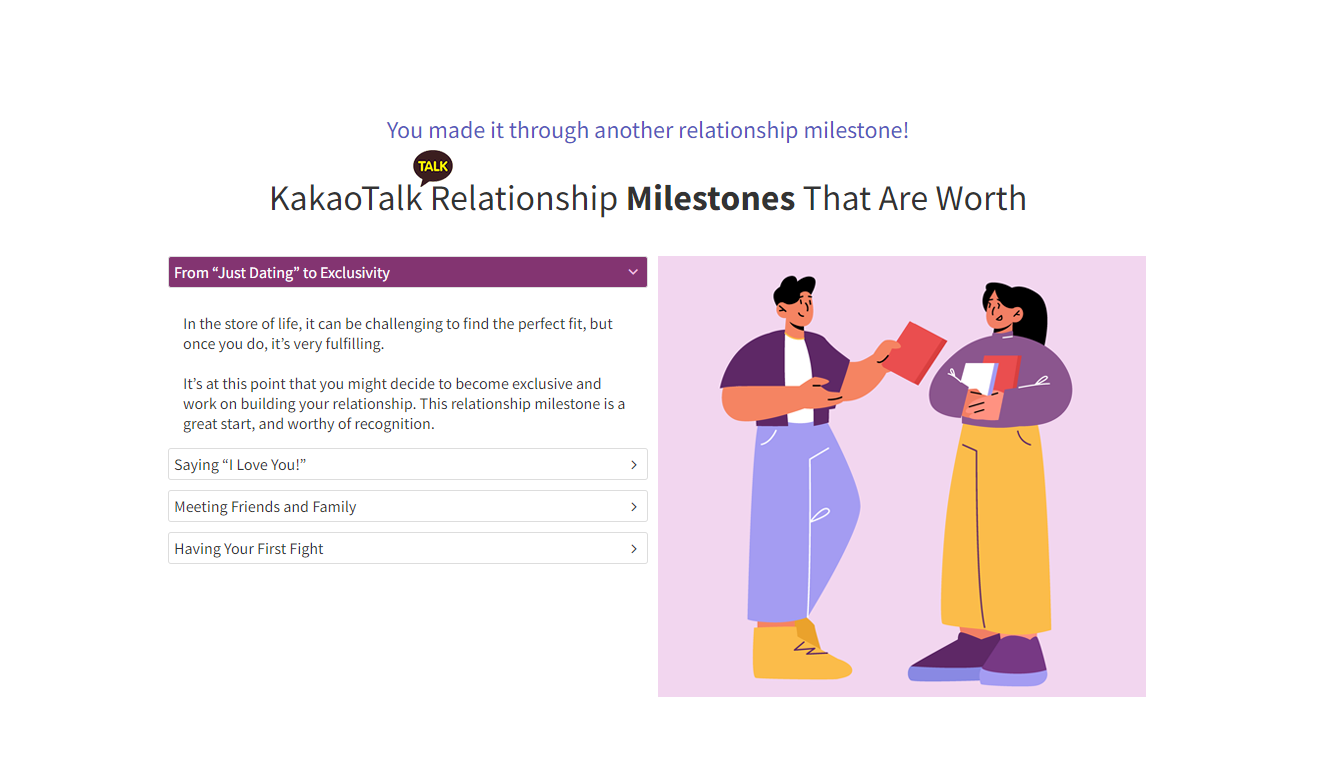 You made it through another relationship milestone!
TALK
KakaoTalk Relationship Milestones That Are Worth
From “Just Dating” to Exclusivity
In the store of life, it can be challenging to find the perfect fit, but
once you do, it’s very fulfilling.
It’s at this point that you might decide to become exclusive and
work on building your relationship. This relationship milestone is a
great start, and worthy of recognition.
Saying “I Love You!”
Meeting Friends and Family
Having Your First Fight